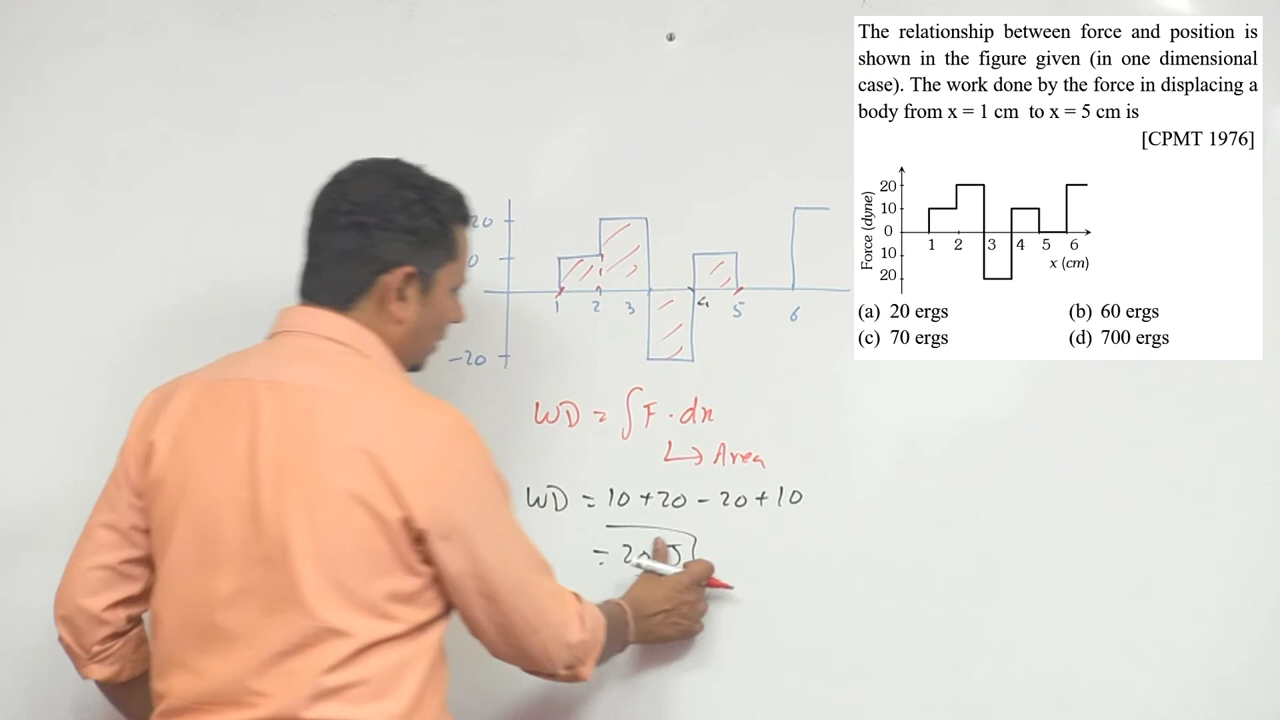 The relationship between force and position is
shown in the figure given (in one dimensional
case). The work done by the force in displacing a
body from x = 1 cm to x = 5 cm is
[CPMT 1976]
Force (dyne)
20
10
0
10
20
1 2 3 4 5 6
x (cm)
(a) 20 ergs
(b) 60 ergs
(c) 70 ergs
(d) 700 ergs
20
0
-20
1 2 3 4 5 6
WD = ∫F · dx
↳ Area
WD = 10 + 20 - 20 + 10